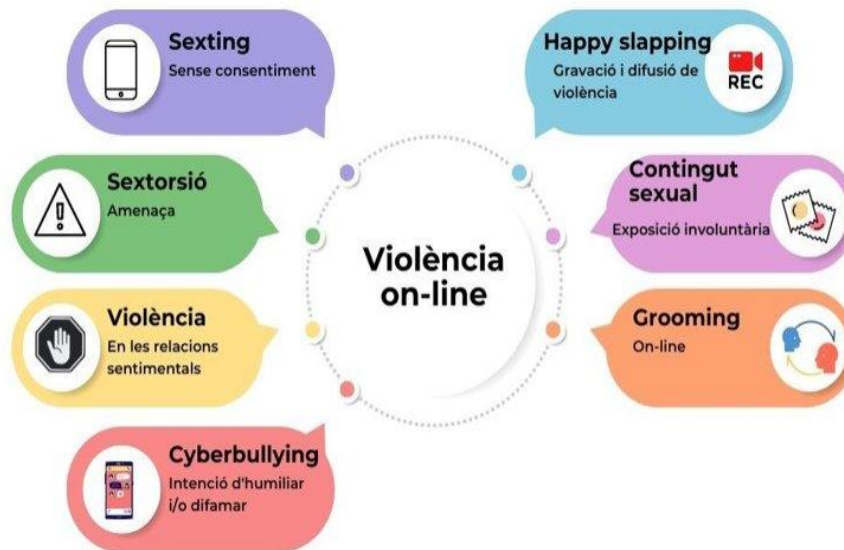 Sexting
Sense consentiment
Sextorsió
Amenaça
Violència
En les relacions
sentimentals
Cyberbullying
Intenció d'humiliar
i/o difamar
Violència
on-line
Happy slapping
Gravació i difusió de
violència
REC
Contingut
sexual
Exposició involuntària
Grooming
On-line